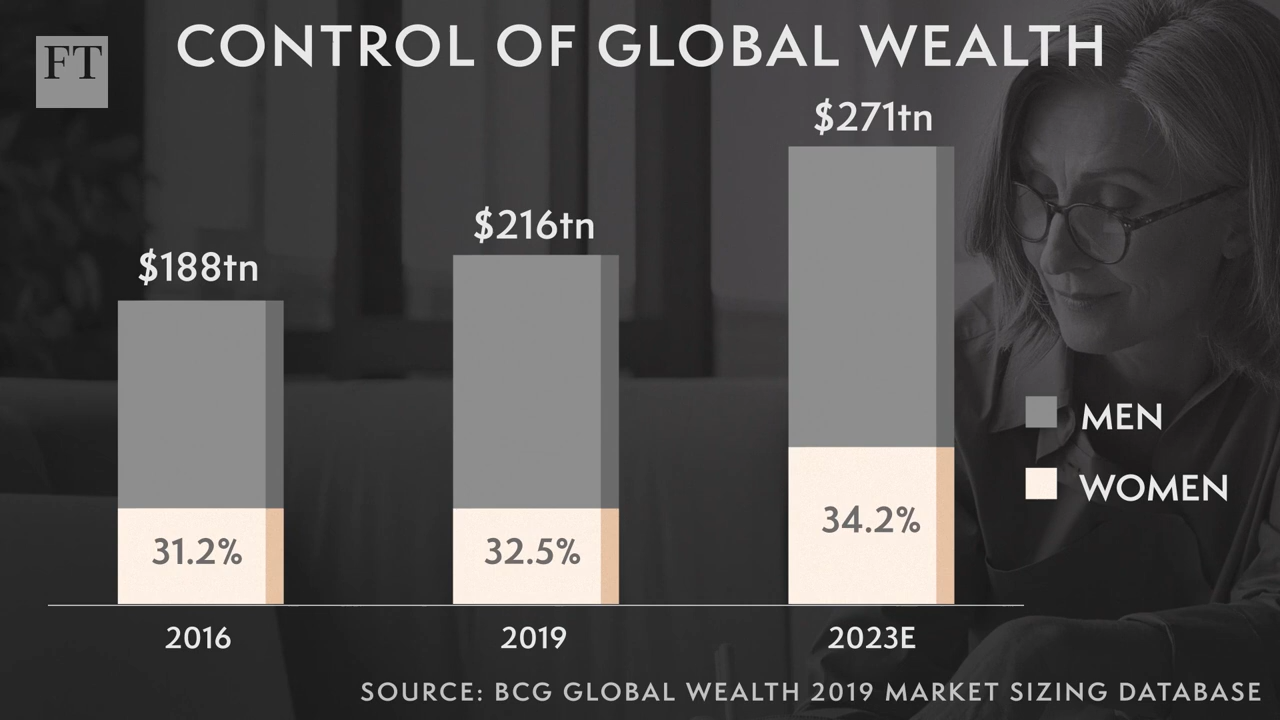 FT
CONTROL OF GLOBAL WEALTH
$271tn
$216tn
$188tn
MEN
WOMEN
31.2%
32.5%
34.2%
2016
2019
2023E
SOURCE: BCG GLOBAL WEALTH 2019 MARKET SIZING DATABASE